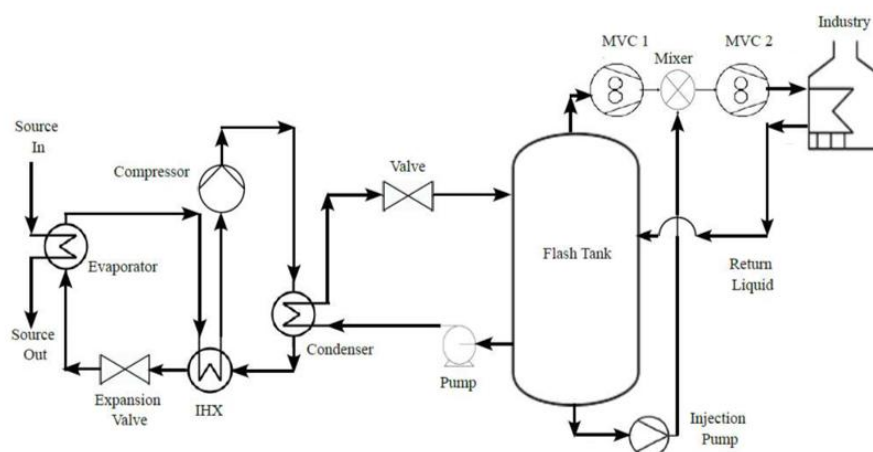 Industry
MVC 1
MVC 2
Mixer
Source
In
Compressor
Valve
Evaporator
Flash Tank
Return
Liquid
Source
Out
Condenser
Pump
Expansion
Valve
IHX
Injection
Pump